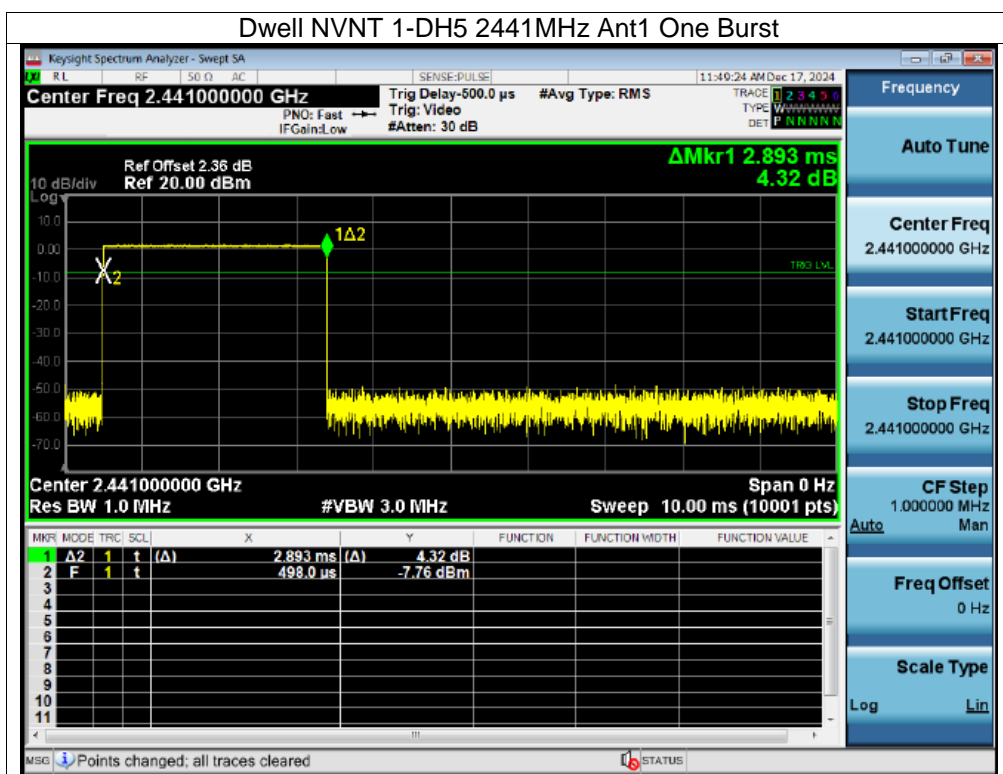 Dwell NVNT 1-DH5 2441MHz Ant1 One Burst
Keysight Spectrum Analyzer - Swept SA
RL RF 50 Ω AC SENSE:PULSE 11:49:24 AM Dec 17, 2024
Center Freq 2.441000000 GHz
PNO: Fast
IFGain:Low
Trig Delay-500.0 µs
Trig: Video
#Atten: 30 dB
#Avg Type: RMS
TRACE 1 2 3 4 5 6
TYPE WWWWWW
DET P N N N N N
Frequency
Auto Tune
Center Freq
2.441000000 GHz
Start Freq
2.441000000 GHz
Stop Freq
2.441000000 GHz
CF Step
1.000000 MHz
Auto Man
Freq Offset
0 Hz
Scale Type
Log Lin
ΔMkr1 2.893 ms
4.32 dB
Ref Offset 2.36 dB
10 dB/div Ref 20.00 dBm
Log
10.0
0.00
-10.0
-20.0
-30.0
-40.0
-50.0
-60.0
-70.0
1Δ2
2
TRIG LVL
Center 2.441000000 GHz Span 0 Hz
Res BW 1.0 MHz #VBW 3.0 MHz Sweep 10.00 ms (10001 pts)
MKR MODE TRC SCL X Y FUNCTION FUNCTION WIDTH FUNCTION VALUE
1 Δ2 1 t (Δ) 2.893 ms (Δ) 4.32 dB
2 F 1 t 498.0 µs -7.76 dBm
3
4
5
6
7
8
9
10
11
MSG Points changed; all traces cleared STATUS